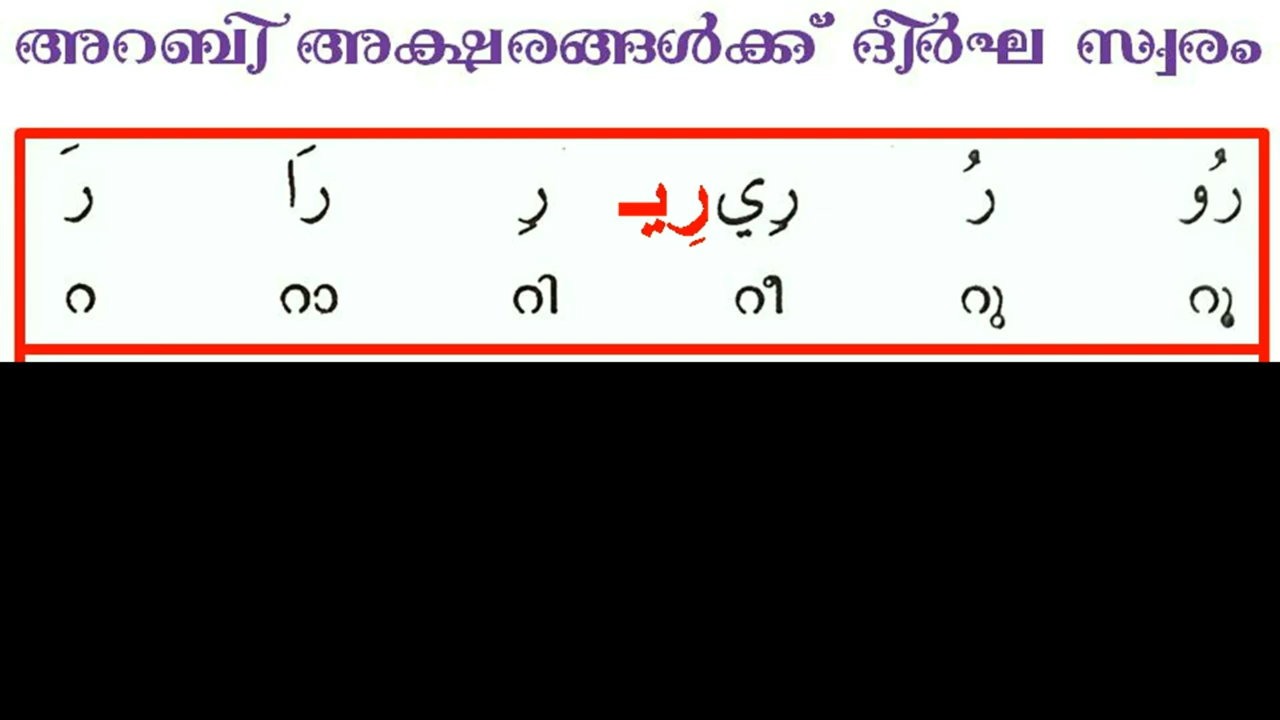 അറബി അക്ഷരങ്ങൾക്ക് ദീർഘ സ്വരം
رَ رَا رِ رِيـ رِي رُ رُو
റ റാ റി റീ റു റൂ